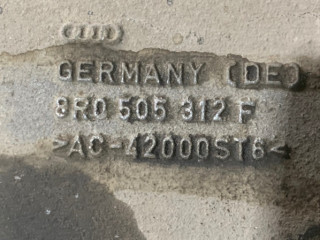 GERMANY (DE)
8R0 505 312 F
>AC-42000ST6<